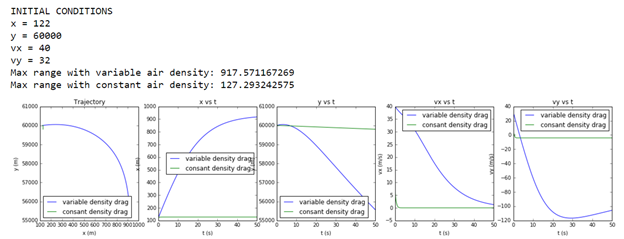 INITIAL CONDITIONS
x = 122
y = 60000
vx = 40
vy = 32
Max range with variable air density: 917.571167269
Max range with constant air density: 127.293242575
Trajectory
61000
60000
59000
58000
57000
56000
55000
y (m)
100 200 300 400 500 600 700 800 900 1000
x (m)
variable density drag
consant density drag
x vs t
1000
900
800
700
600
500
400
300
200
100
x (m)
0 10 20 30 40 50
t (s)
variable density drag
consant density drag
y vs t
61000
60000
59000
58000
57000
56000
55000
0 10 20 30 40 50
t (s)
variable density drag
consant density drag
vx vs t
40
35
30
25
20
15
10
5
0
-5
vx (m/s)
0 10 20 30 40 50
t (s)
variable density drag
consant density drag
vy vs t
40
20
0
-20
-40
-60
-80
-100
-120
vy (m/s)
0 10 20 30 40 50
t (s)
variable density drag
consant density drag